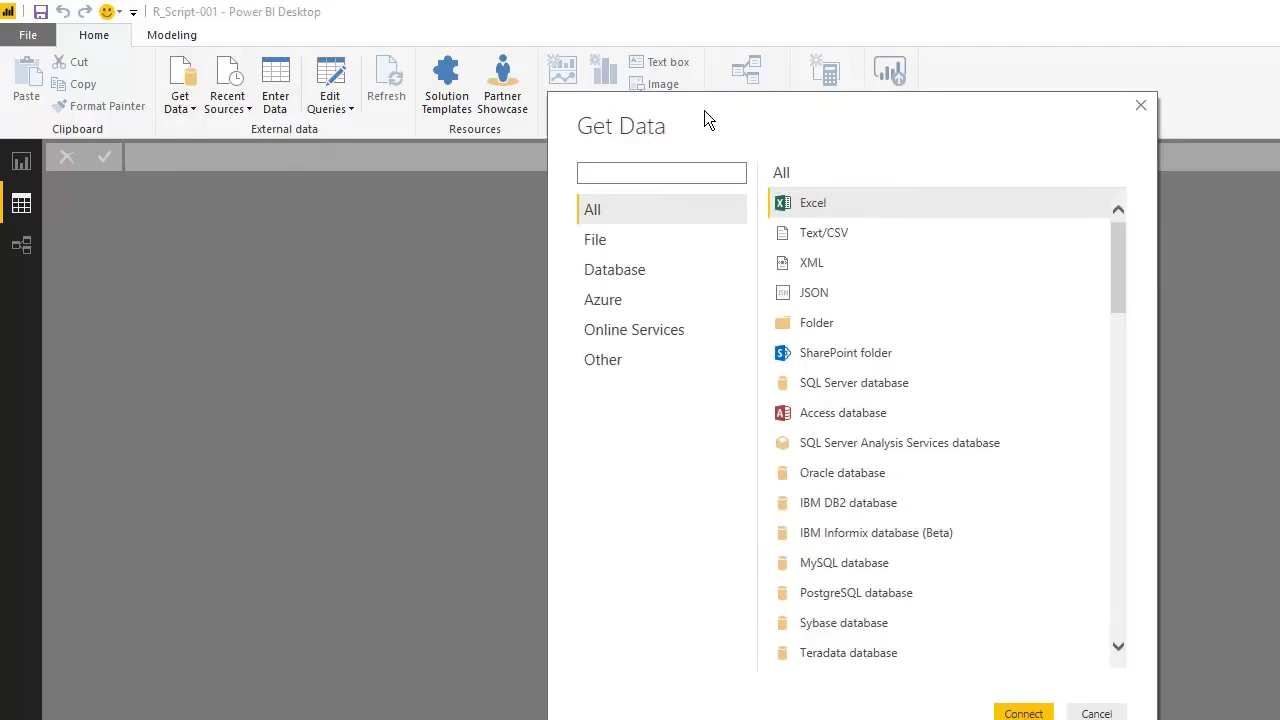 R_Script-001 - Power BI Desktop
File
Home
Modeling
Paste
Cut
Copy
Format Painter
Clipboard
Get Data
Recent Sources
Enter Data
Edit Queries
Refresh
External data
Solution Templates
Partner Showcase
Resources
Text box
Image
Get Data
All
File
Database
Azure
Online Services
Other
All
Excel
Text/CSV
XML
JSON
Folder
SharePoint folder
SQL Server database
Access database
SQL Server Analysis Services database
Oracle database
IBM DB2 database
IBM Informix database (Beta)
MySQL database
PostgreSQL database
Sybase database
Teradata database
Connect
Cancel